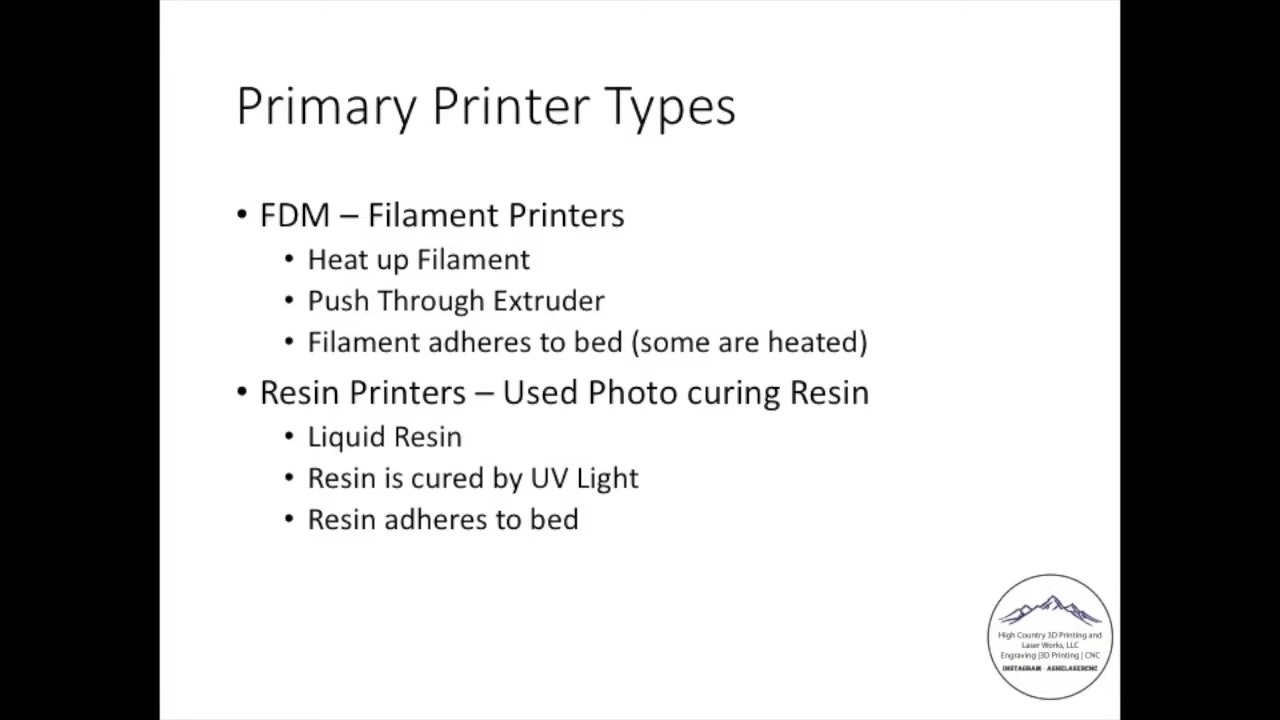 Primary Printer Types
• FDM – Filament Printers
• Heat up Filament
• Push Through Extruder
• Filament adheres to bed (some are heated)
• Resin Printers – Used Photo curing Resin
• Liquid Resin
• Resin is cured by UV Light
• Resin adheres to bed
High Country 3D Printing and
Laser Works, LLC
Engraving |3D Printing | CNC
INSTAGRAM - ASHELASERCNC